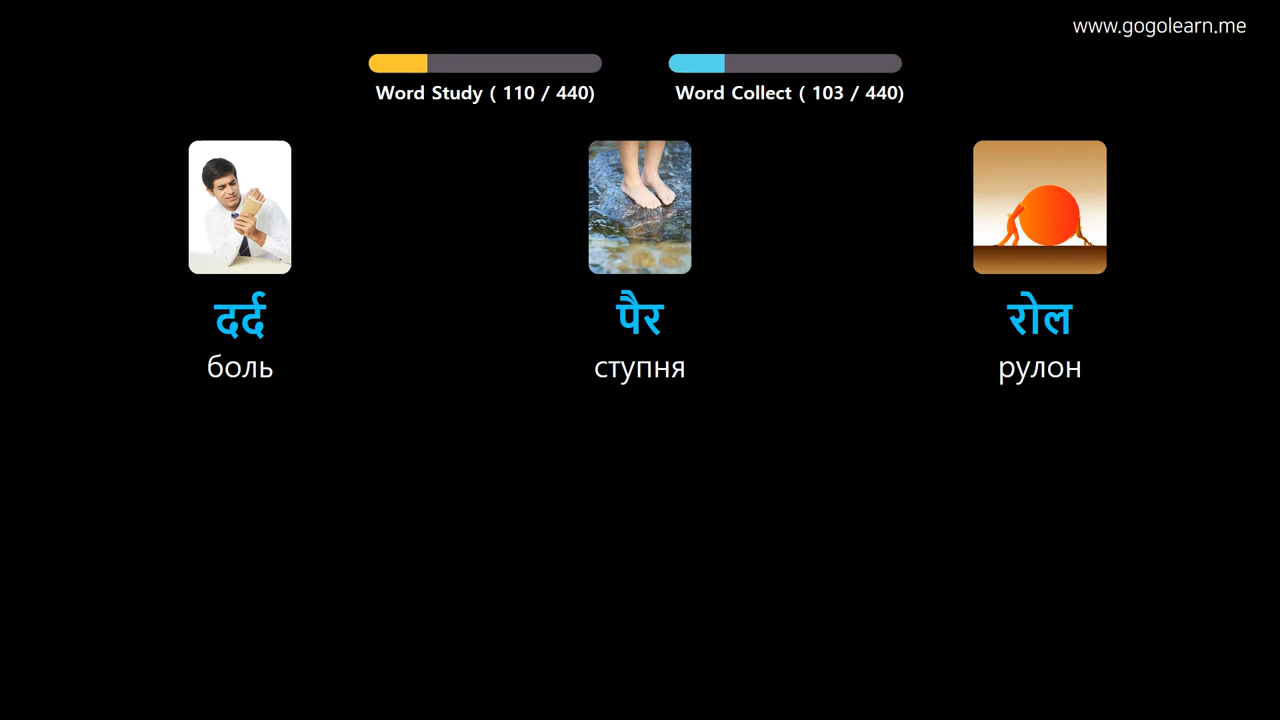 www.gogolearn.me
Word Study ( 110 / 440)
Word Collect ( 103 / 440)
दर्द
पैर
रोल
боль
ступня
рулон